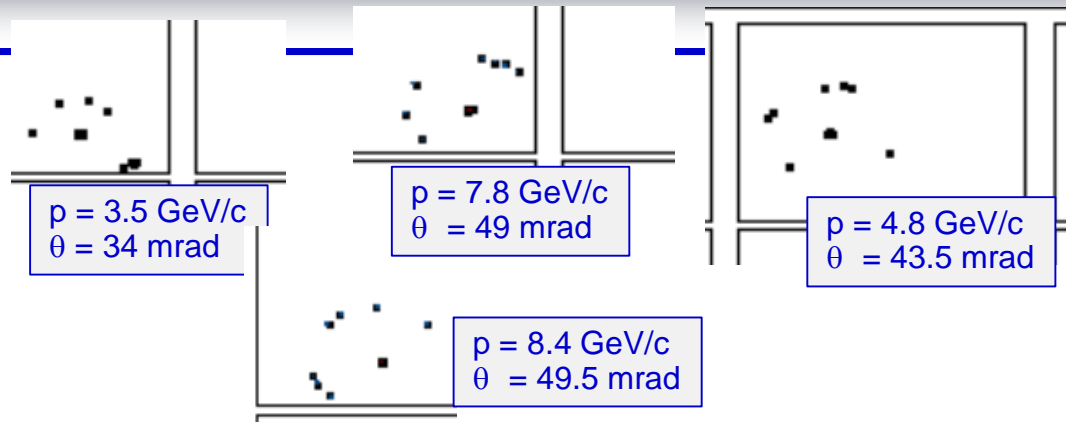 p = 3.5 GeV/c
θ = 34 mrad
p = 7.8 GeV/c
θ = 49 mrad
p = 4.8 GeV/c
θ = 43.5 mrad
p = 8.4 GeV/c
θ = 49.5 mrad